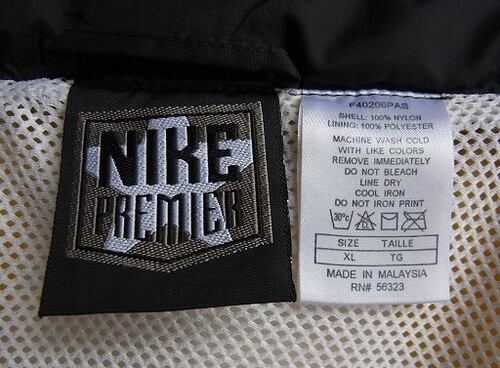 NIKE
PREMIER
F40206PAS
SHELL: 100% NYLON
LINING: 100% POLYESTER
MACHINE WASH COLD
WITH LIKE COLORS
REMOVE IMMEDIATELY
DO NOT BLEACH
LINE DRY
COOL IRON
DO NOT IRON PRINT
30°c
SIZE TAILLE
XL TG
MADE IN MALAYSIA
RN# 56323